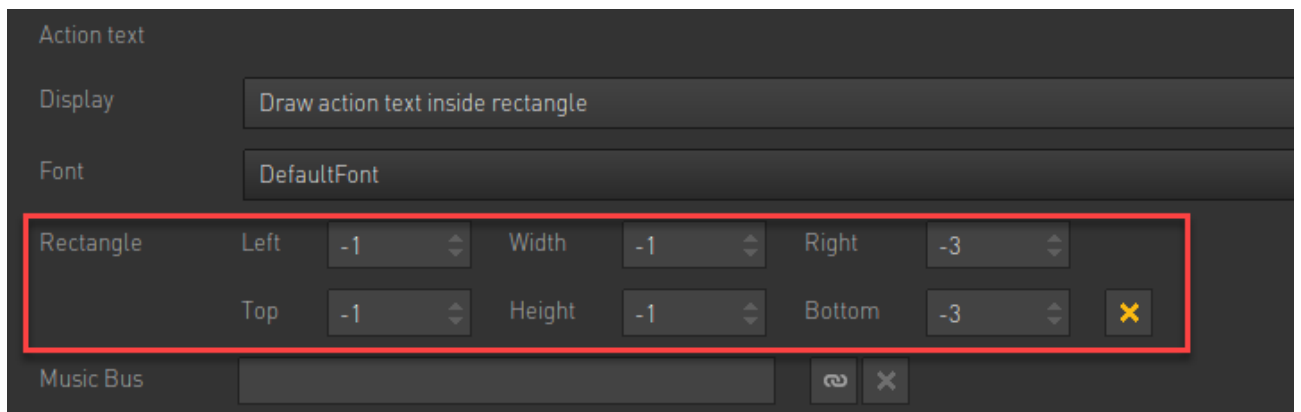 Action text
Display Draw action text inside rectangle
Font DefaultFont
Rectangle Left -1 Width -1 Right -3
Top -1 Height -1 Bottom -3
Music Bus